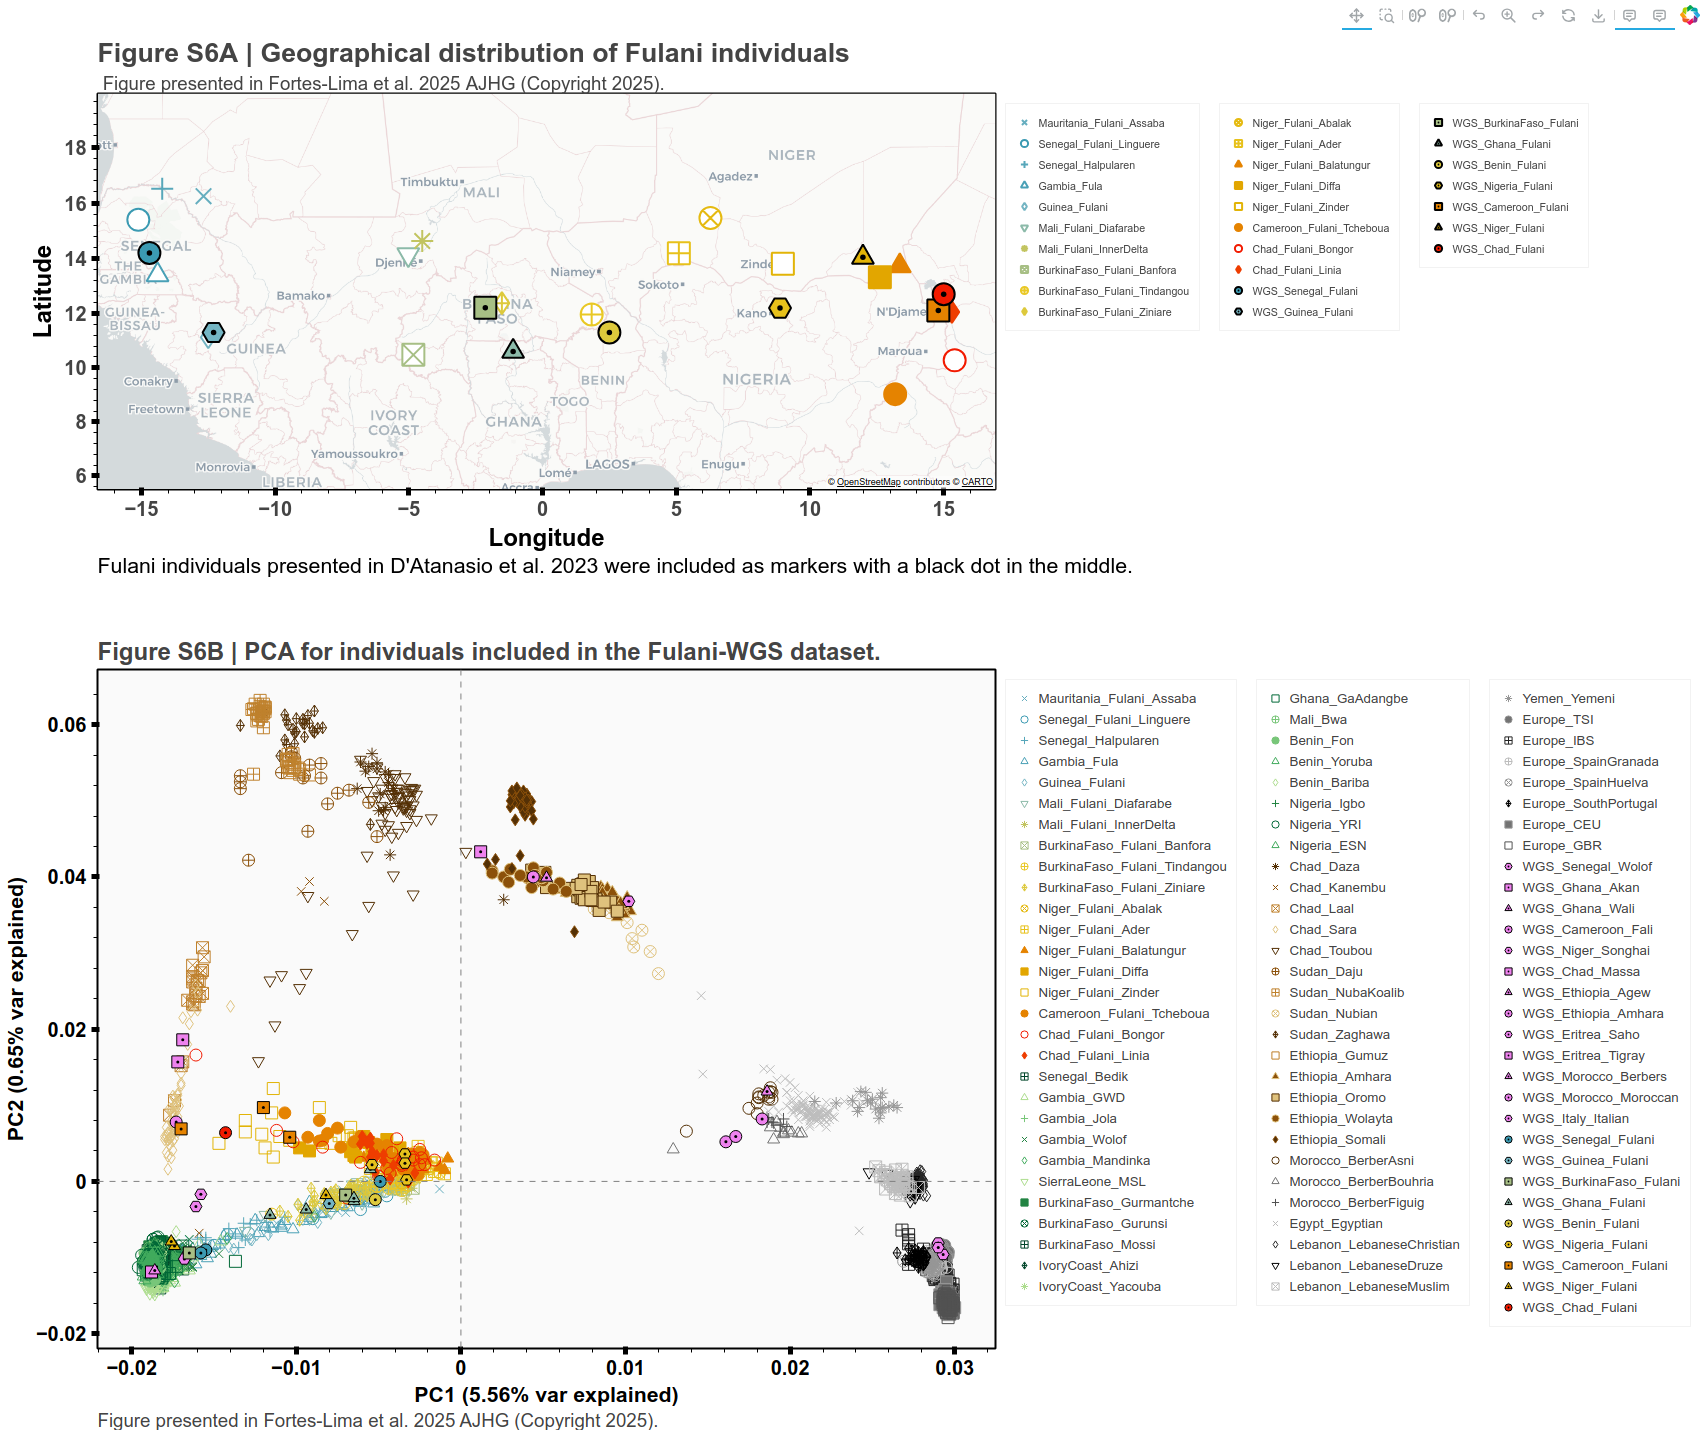 Figure S6A | Geographical distribution of Fulani individuals
Figure presented in Fortes-Lima et al. 2025 AJHG (Copyright 2025).
Latitude
18
16
14
12
10
8
6
NIGER
Agadez
Timbuktu
MALI
SENEGAL
THE
Djenné
Niamey
Sokoto
Bamako
GUINEA-
BISSAU
Kano
N'Djame
GUINEA
Maroua
Conakry
BENIN
NIGERIA
SIERRA
LEONE
Freetown
TOGO
IVORY
COAST
GHANA
Yamoussoukro
Monrovia
Lomé
LAGOS
Enugu
LIBERIA
Accra
© OpenStreetMap contributors © CARTO
−15
−10
−5
0
5
10
15
Longitude
Mauritania_Fulani_Assaba
Senegal_Fulani_Linguere
Senegal_Halpularen
Gambia_Fula
Guinea_Fulani
Mali_Fulani_Diafarabe
Mali_Fulani_InnerDelta
BurkinaFaso_Fulani_Banfora
BurkinaFaso_Fulani_Tindangou
BurkinaFaso_Fulani_Ziniare
Niger_Fulani_Abalak
Niger_Fulani_Ader
Niger_Fulani_Balatungur
Niger_Fulani_Diffa
Niger_Fulani_Zinder
Cameroon_Fulani_Tcheboua
Chad_Fulani_Bongor
Chad_Fulani_Linia
WGS_Senegal_Fulani
WGS_Guinea_Fulani
WGS_BurkinaFaso_Fulani
WGS_Ghana_Fulani
WGS_Benin_Fulani
WGS_Nigeria_Fulani
WGS_Cameroon_Fulani
WGS_Niger_Fulani
WGS_Chad_Fulani
Fulani individuals presented in D'Atanasio et al. 2023 were included as markers with a black dot in the middle.
Figure S6B | PCA for individuals included in the Fulani-WGS dataset.
PC2 (0.65% var explained)
0.06
0.04
0.02
0
−0.02
−0.02
−0.01
0
0.01
0.02
0.03
PC1 (5.56% var explained)
Mauritania_Fulani_Assaba
Senegal_Fulani_Linguere
Senegal_Halpularen
Gambia_Fula
Guinea_Fulani
Mali_Fulani_Diafarabe
Mali_Fulani_InnerDelta
BurkinaFaso_Fulani_Banfora
BurkinaFaso_Fulani_Tindangou
BurkinaFaso_Fulani_Ziniare
Niger_Fulani_Abalak
Niger_Fulani_Ader
Niger_Fulani_Balatungur
Niger_Fulani_Diffa
Niger_Fulani_Zinder
Cameroon_Fulani_Tcheboua
Chad_Fulani_Bongor
Chad_Fulani_Linia
Senegal_Bedik
Gambia_GWD
Gambia_Jola
Gambia_Wolof
Gambia_Mandinka
SierraLeone_MSL
BurkinaFaso_Gurmantche
BurkinaFaso_Gurunsi
BurkinaFaso_Mossi
IvoryCoast_Ahizi
IvoryCoast_Yacouba
Ghana_GaAdangbe
Mali_Bwa
Benin_Fon
Benin_Yoruba
Benin_Bariba
Nigeria_Igbo
Nigeria_YRI
Nigeria_ESN
Chad_Daza
Chad_Kanembu
Chad_Laal
Chad_Sara
Chad_Toubou
Sudan_Daju
Sudan_NubaKoalib
Sudan_Nubian
Sudan_Zaghawa
Ethiopia_Gumuz
Ethiopia_Amhara
Ethiopia_Oromo
Ethiopia_Wolayta
Ethiopia_Somali
Morocco_BerberAsni
Morocco_BerberBouhria
Morocco_BerberFiguig
Egypt_Egyptian
Lebanon_LebaneseChristian
Lebanon_LebaneseDruze
Lebanon_LebaneseMuslim
Yemen_Yemeni
Europe_TSI
Europe_IBS
Europe_SpainGranada
Europe_SpainHuelva
Europe_SouthPortugal
Europe_CEU
Europe_GBR
WGS_Senegal_Wolof
WGS_Ghana_Akan
WGS_Ghana_Wali
WGS_Cameroon_Fali
WGS_Niger_Songhai
WGS_Chad_Massa
WGS_Ethiopia_Agew
WGS_Ethiopia_Amhara
WGS_Eritrea_Saho
WGS_Eritrea_Tigray
WGS_Morocco_Berbers
WGS_Morocco_Moroccan
WGS_Italy_Italian
WGS_Senegal_Fulani
WGS_Guinea_Fulani
WGS_BurkinaFaso_Fulani
WGS_Ghana_Fulani
WGS_Benin_Fulani
WGS_Nigeria_Fulani
WGS_Cameroon_Fulani
WGS_Niger_Fulani
WGS_Chad_Fulani
Figure presented in Fortes-Lima et al. 2025 AJHG (Copyright 2025).